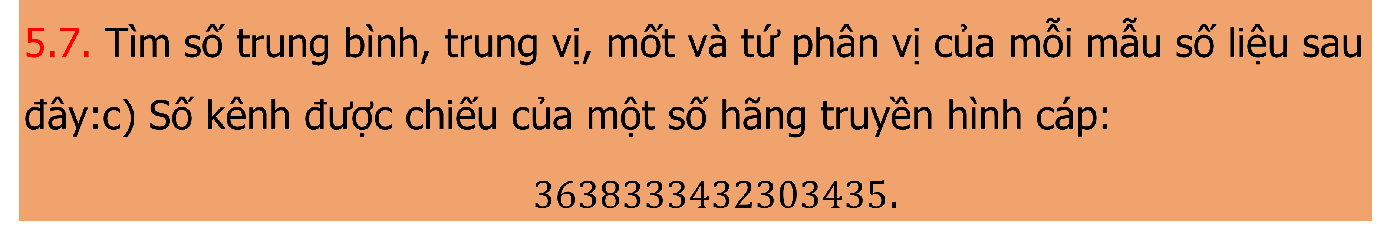 5.7. Tìm số trung bình, trung vị, mốt và tứ phân vị của mỗi mẫu số liệu sau
đây:c) Số kênh được chiếu của một số hãng truyền hình cáp:
3638333432303435.